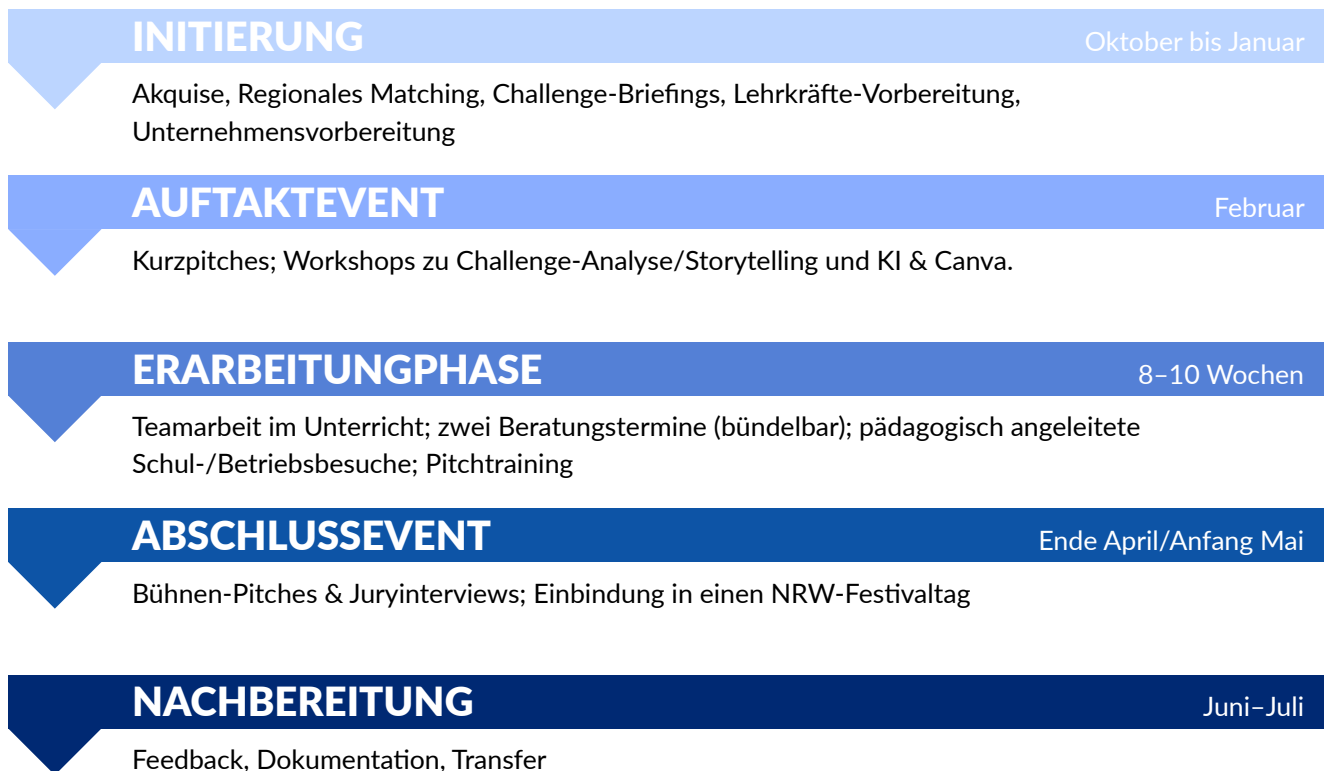 INITIERUNG Oktober bis Januar
Akquise, Regionales Matching, Challenge-Briefings, Lehrkräfte-Vorbereitung,
Unternehmensvorbereitung
AUFTAKTEVENT Februar
Kurzpitches; Workshops zu Challenge-Analyse/Storytelling und KI & Canva.
ERARBEITUNGPHASE 8–10 Wochen
Teamarbeit im Unterricht; zwei Beratungstermine (bündelbar); pädagogisch angeleitete
Schul-/Betriebsbesuche; Pitchtraining
ABSCHLUSSEVENT Ende April/Anfang Mai
Bühnen-Pitches & Juryinterviews; Einbindung in einen NRW-Festivaltag
NACHBEREITUNG Juni–Juli
Feedback, Dokumentation, Transfer